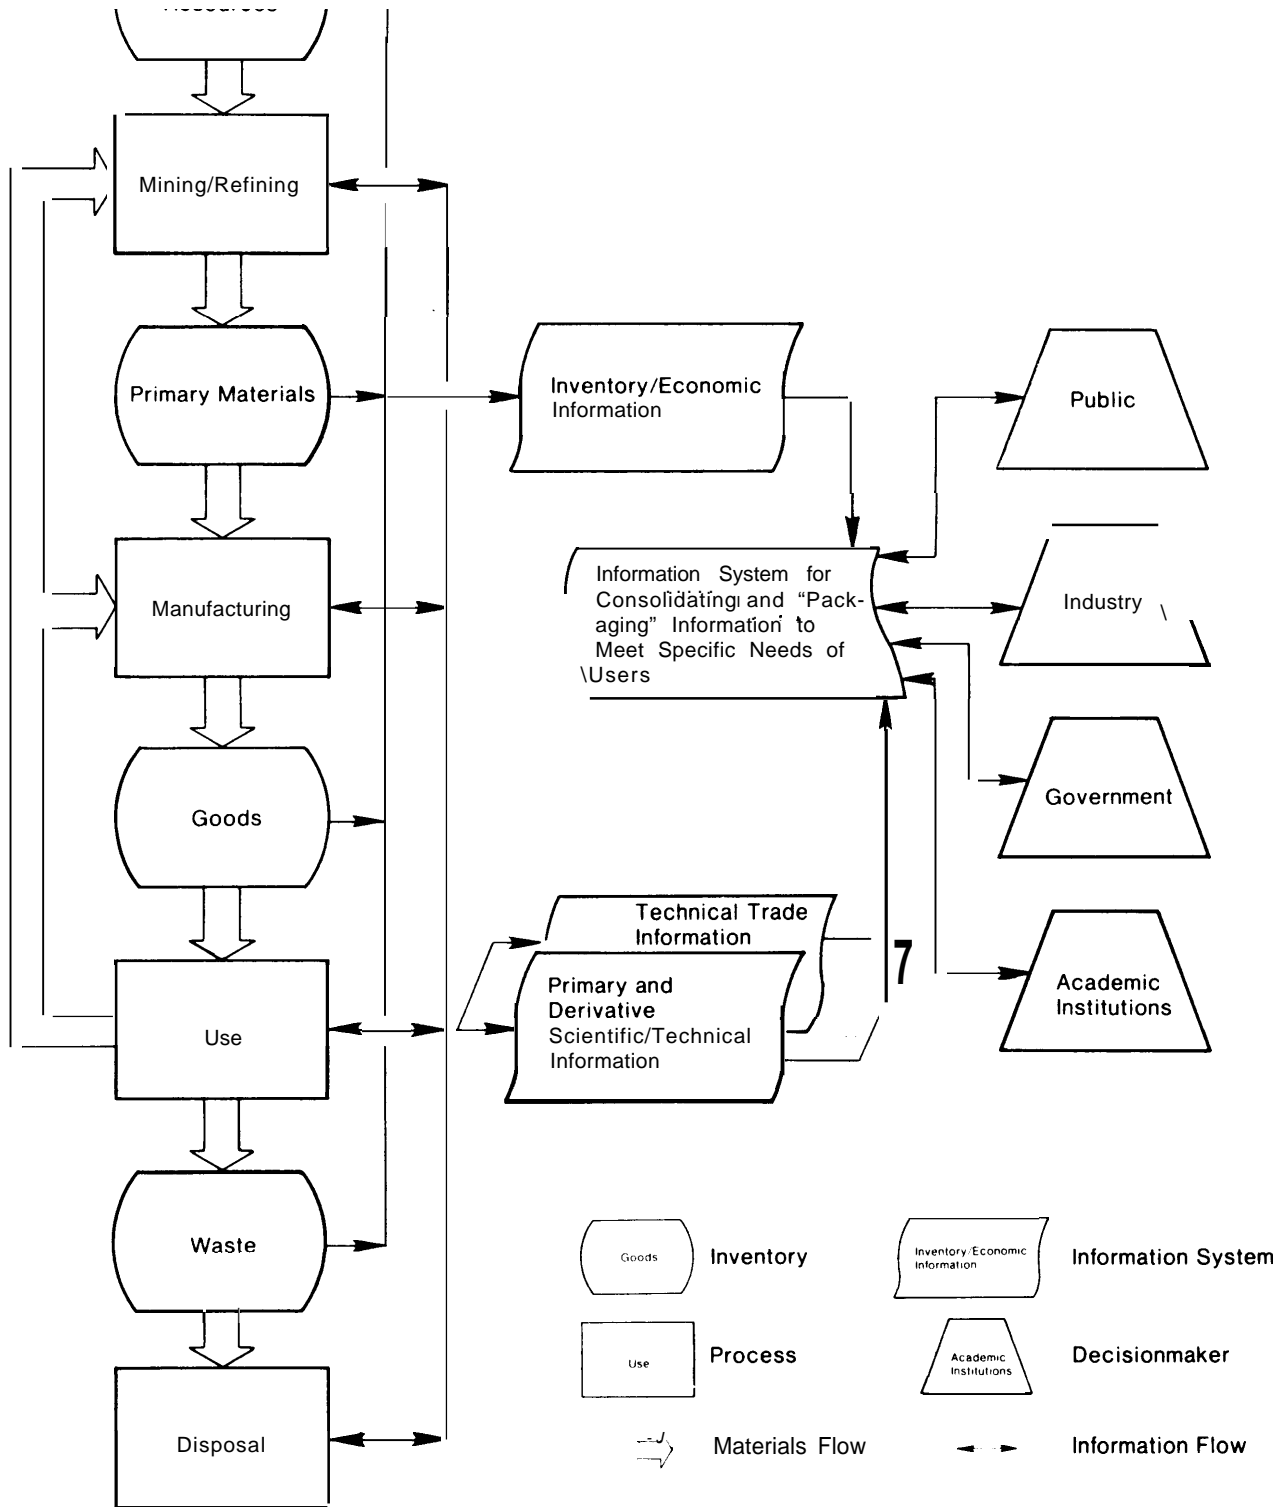 Resources
Mining/Refining
Primary Materials
Inventory/Economic
Information
Public
Manufacturing
Information System for
Consolidating and “Pack-
aging” Information to
Meet Specific Needs of
\Users
Industry \
Goods
Government
Technical Trade
Information
7
Primary and
Derivative
Scientific/Technical
Information
Academic
Institutions
Use
Waste
Goods
Inventory
Inventory/Economic
Information
Information System
Use
Process
Academic
Institutions
Decisionmaker
Disposal
Materials Flow
Information Flow